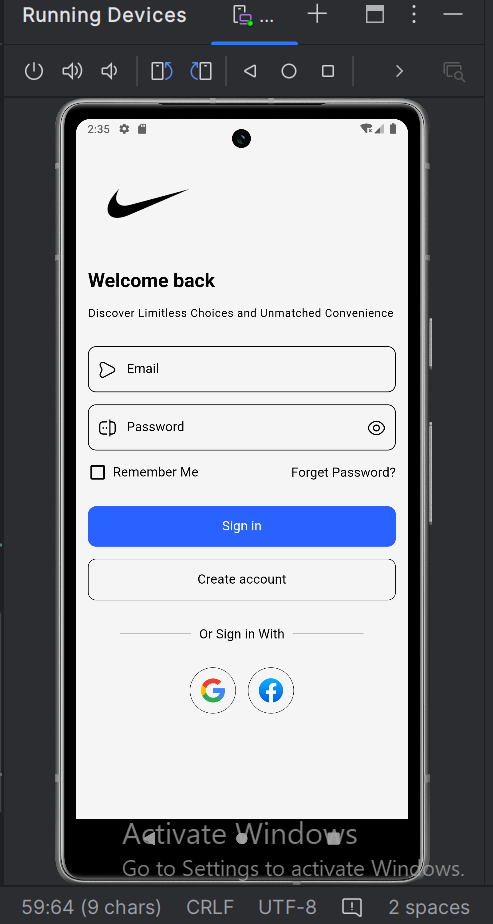 Running Devices ...
2:35
Welcome back
Discover Limitless Choices and Unmatched Convenience
Email
Password
Remember Me Forget Password?
Sign in
Create account
Or Sign in With
Activate Windows
Go to Settings to activate Windows.
59:64 (9 chars) CRLF UTF-8 2 spaces